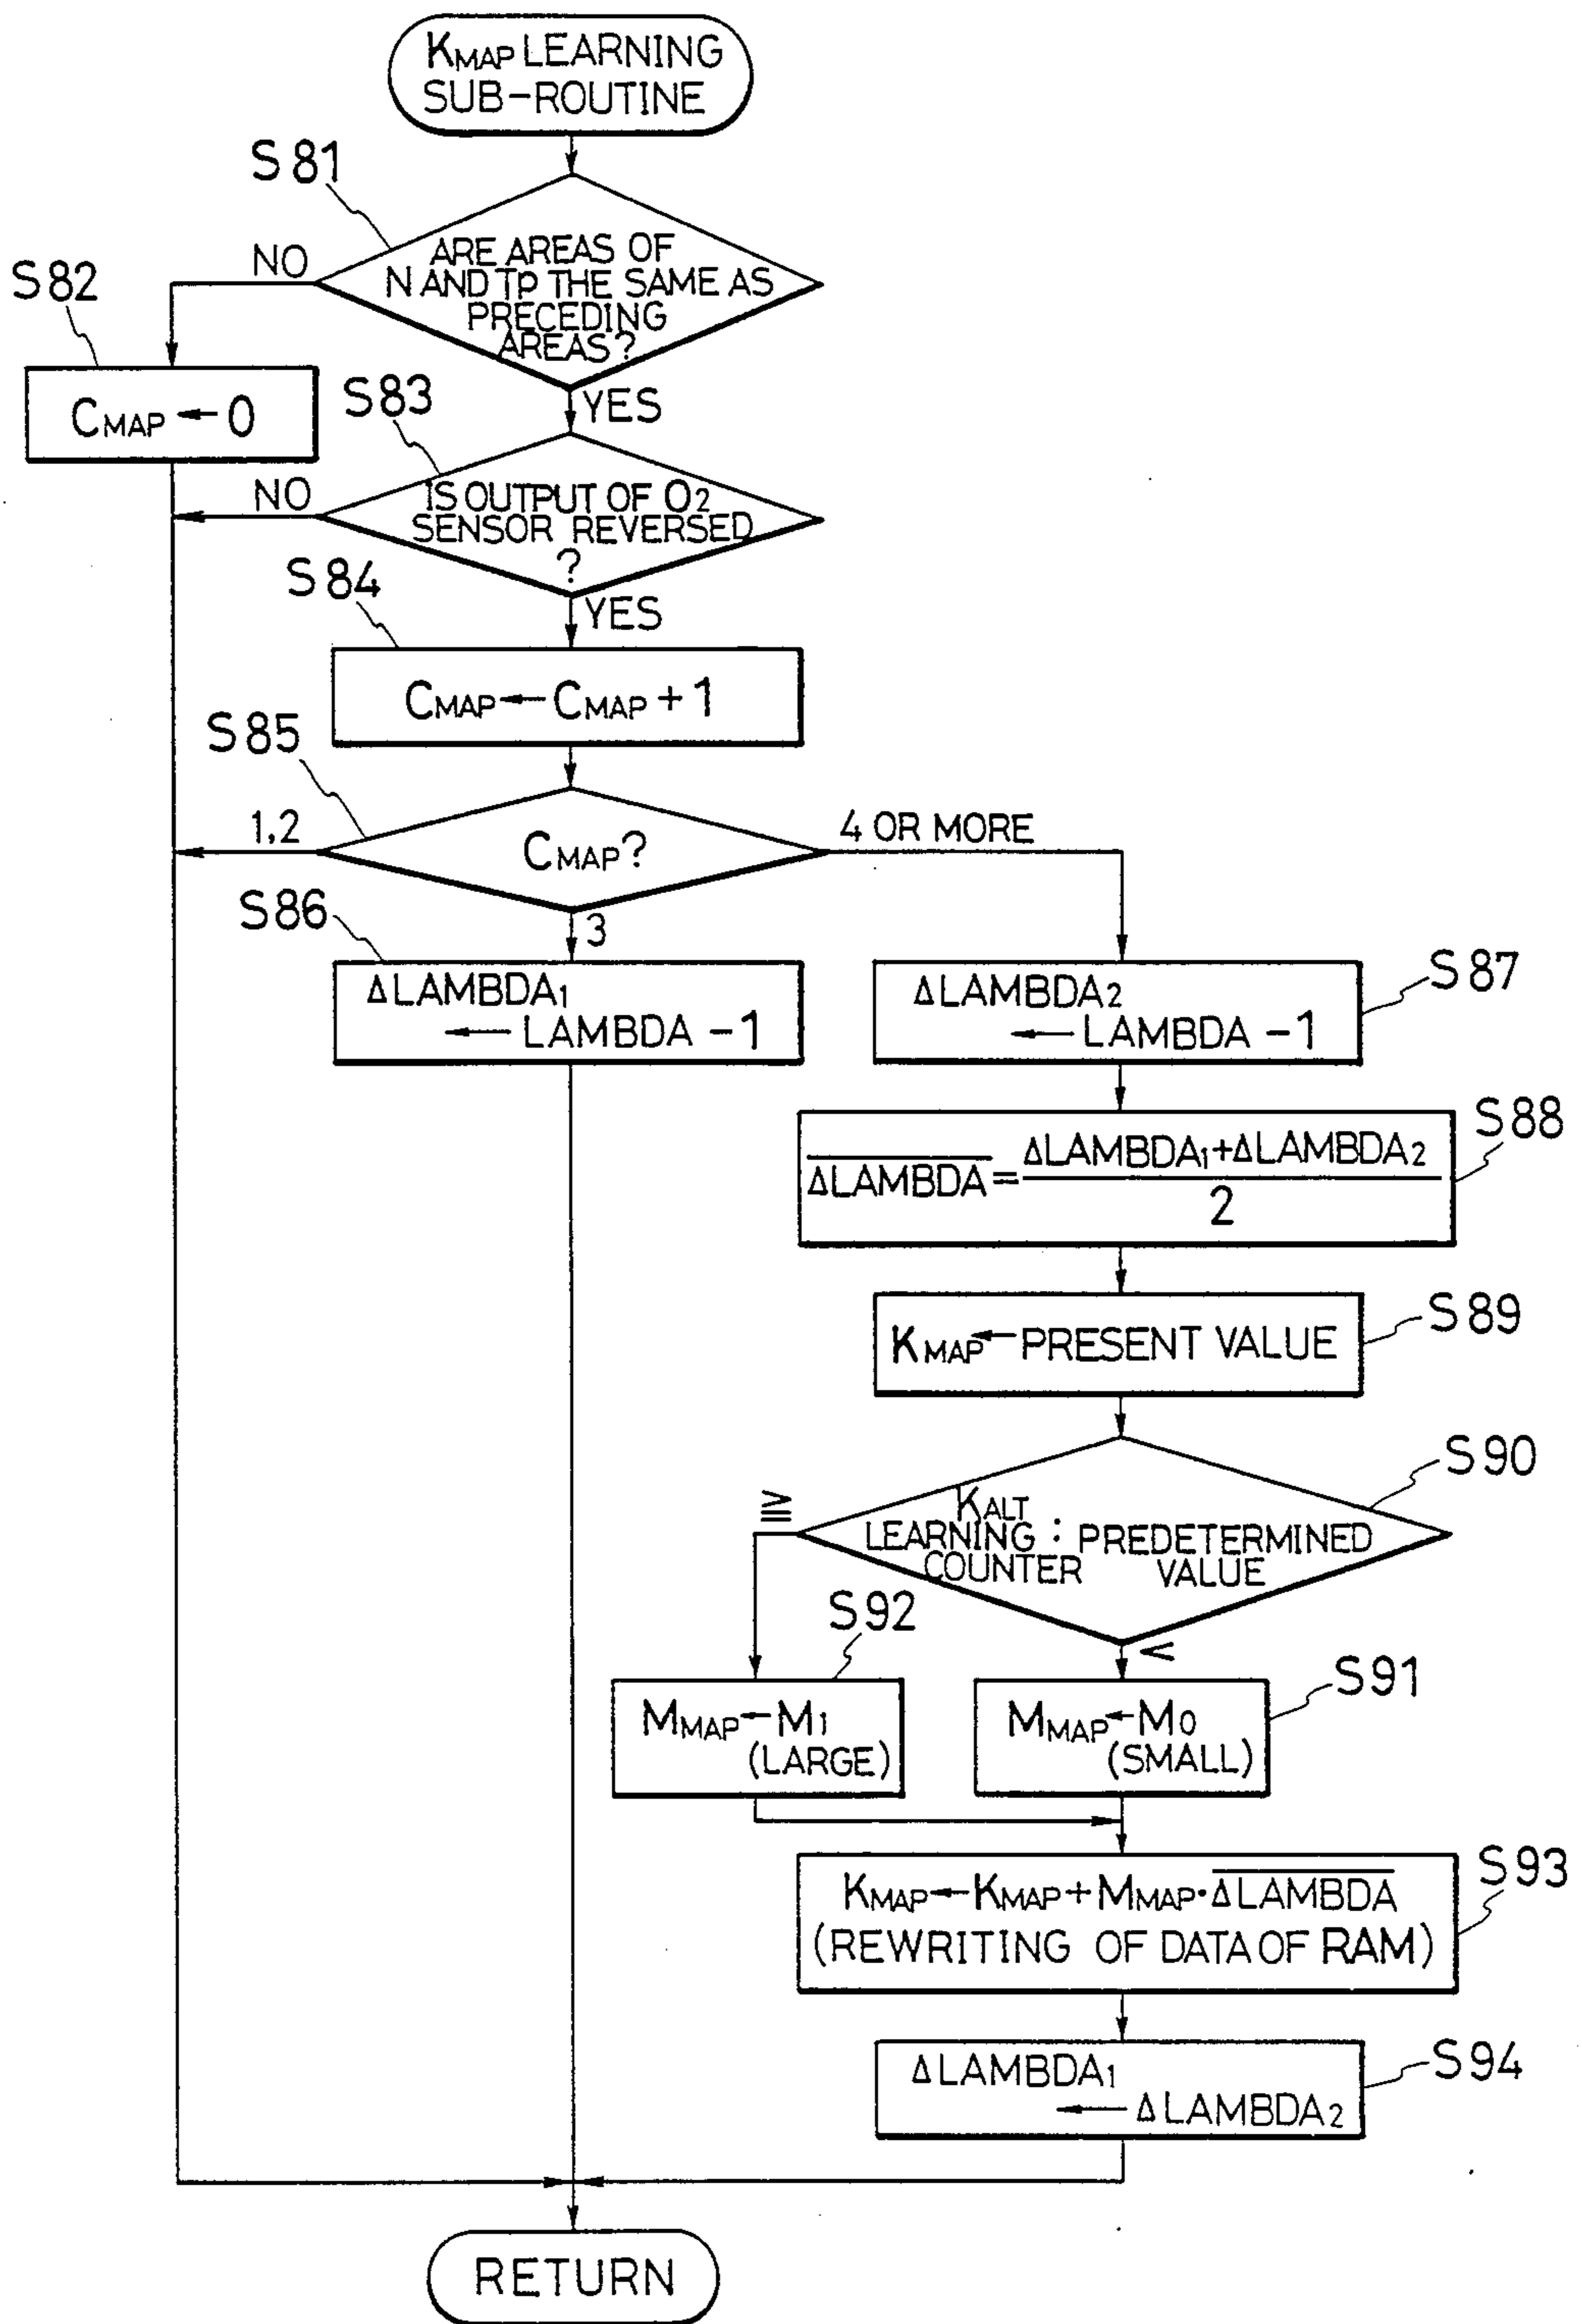 KMAP LEARNING
SUB-ROUTINE
S81
ARE AREAS OF
N AND TP THE SAME AS
PRECEDING
AREAS?
NO
YES
S82
CMAP ← 0
S83
IS OUTPUT OF O2
SENSOR REVERSED
?
NO
YES
S84
CMAP ← CMAP + 1
S85
CMAP?
1,2
4 OR MORE
3
S86
ΔLAMBDA1
← LAMBDA - 1
S87
ΔLAMBDA2
← LAMBDA - 1
S88
Δ̅L̅A̅M̅B̅D̅A̅ = ΔLAMBDA1+ΔLAMBDA2
2
S89
KMAP ← PRESENT VALUE
S90
KALT
LEARNING : PREDETERMINED
COUNTER VALUE
≧
<
S92
MMAP ← M1
(LARGE)
S91
MMAP ← M0
(SMALL)
S93
KMAP ← KMAP + MMAP · Δ̅L̅A̅M̅B̅D̅A̅
(REWRITING OF DATA OF RAM)
S94
ΔLAMBDA1
← ΔLAMBDA2
RETURN